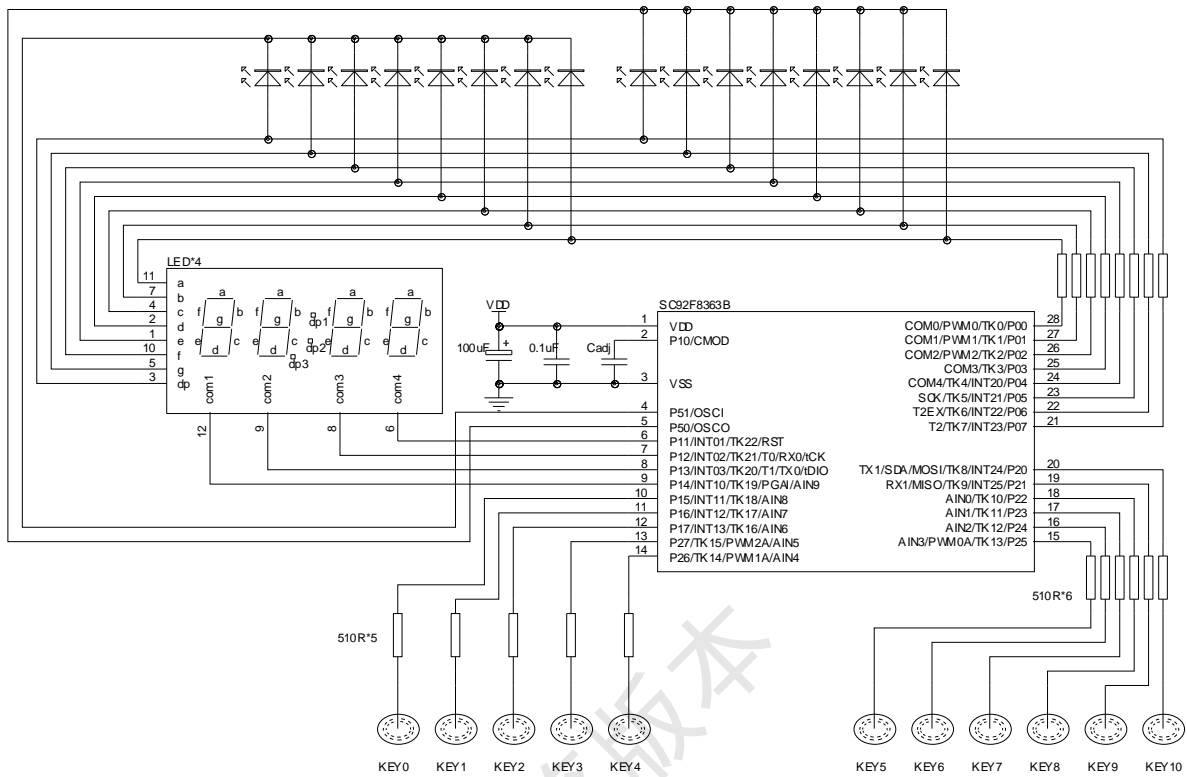 LED*4
11 a
7 b
4 c
2 d
1 e
10 f
5 g
3 dp
a a a a
f b f b f b f b
g g g g
e c e c e c e c
d d d d
dp1
dp2
dp3
com1 com2 com3 com4
12 9 8 6
VDD
100uF + 0.1uF Cadj
SC92F8363B
1 VDD
2 P10/CMOD
3 VSS
4 P51/OSCI
5 P50/OSCO
6 P11/INT01/TK22/RST
7 P12/INT02/TK21/T0/RX0/tCK
8 P13/INT03/TK20/T1/TX0/tDIO
9 P14/INT10/TK19/PGAI/AIN9
10 P15/INT11/TK18/AIN8
11 P16/INT12/TK17/AIN7
12 P17/INT13/TK16/AIN6
13 P27/TK15/PWM2A/AIN5
14 P26/TK14/PWM1A/AIN4
COM0/PWM0/TK0/P00 28
COM1/PWM1/TK1/P01 27
COM2/PWM2/TK2/P02 26
COM3/TK3/P03 25
COM4/TK4/INT20/P04 24
SCK/TK5/INT21/P05 23
T2EX/TK6/INT22/P06 22
T2/TK7/INT23/P07 21
TX1/SDA/MOSI/TK8/INT24/P20 20
RX1/MISO/TK9/INT25/P21 19
AIN0/TK10/P22 18
AIN1/TK11/P23 17
AIN2/TK12/P24 16
AIN3/PWM0A/TK13/P25 15
510R*5
510R*6
KEY0 KEY1 KEY2 KEY3 KEY4 KEY5 KEY6 KEY7 KEY8 KEY9 KEY10
版本